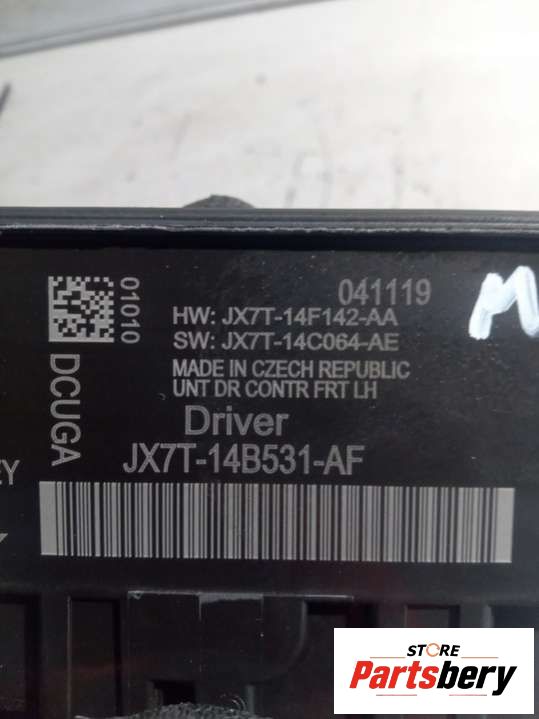 041119
01010
HW: JX7T-14F142-AA
SW: JX7T-14C064-AE
MADE IN CZECH REPUBLIC
UNT DR CONTR FRT LH
DCUGA
Driver
JX7T-14B531-AF
EY
M
STORE
Partsbery